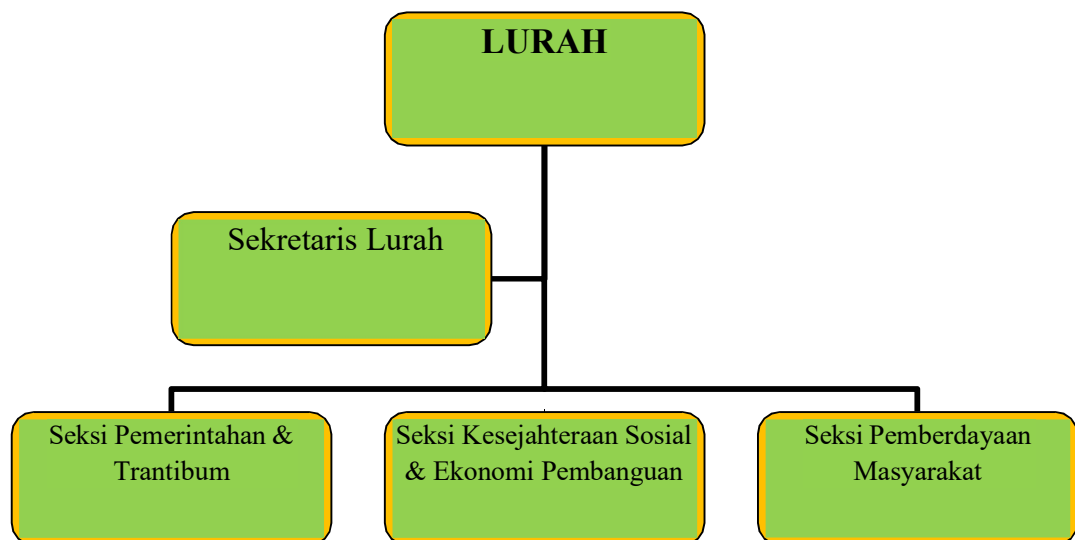 LURAH
Sekretaris Lurah
Seksi Pemerintahan &
Trantibum
Seksi Kesejahteraan Sosial
& Ekonomi Pembanguan
Seksi Pemberdayaan
Masyarakat